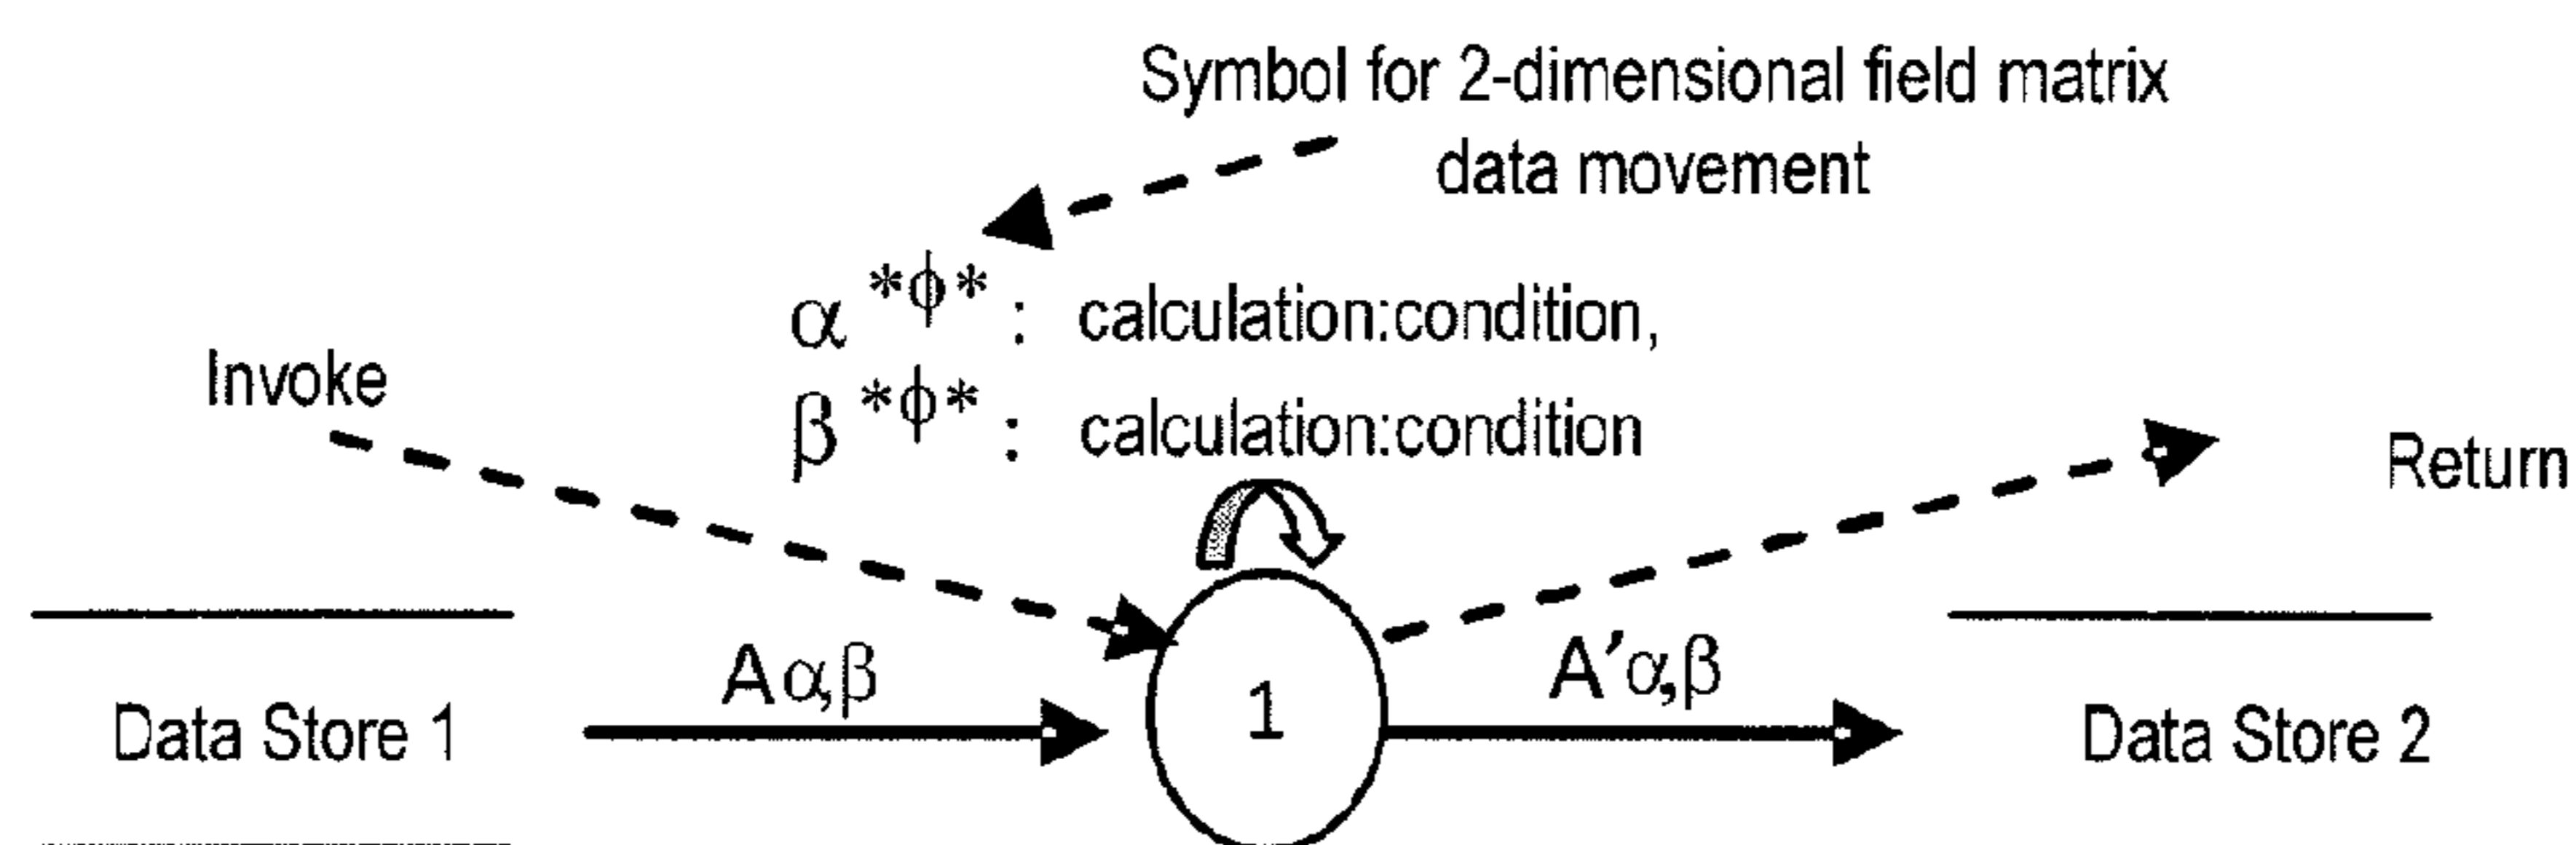 Symbol for 2-dimensional field matrix
data movement
α *ϕ* : calculation:condition,
Invoke
β *ϕ* : calculation:condition
Return
Aα,β
A′α,β
Data Store 1
1
Data Store 2